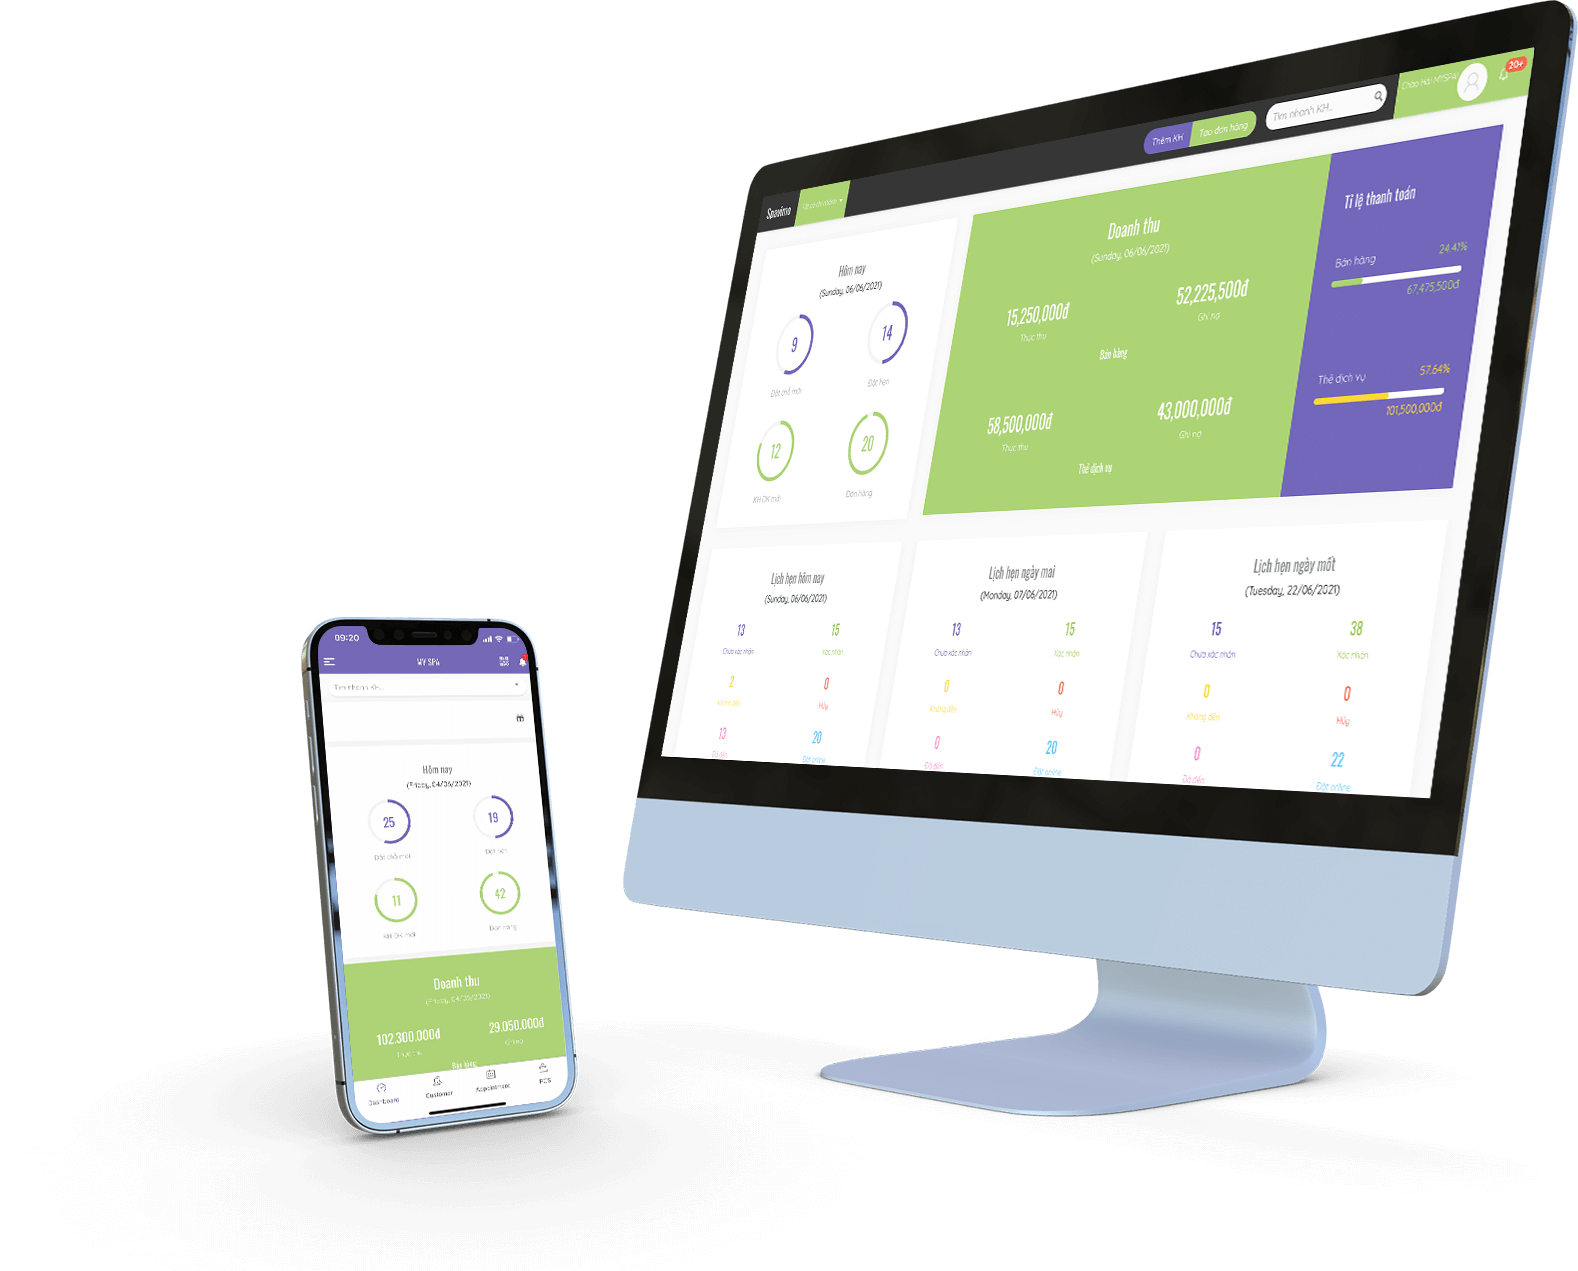 Chào Hải MYSPA!
20+
Thêm KH
Tạo đơn hàng
Tìm nhanh KH...
Spavimo
Tất cả chi nhánh
Hôm nay
(Sunday, 06/06/2021)
9
14
Đặt chỗ mới
Đặt hẹn
12
20
KH ĐK mới
Đơn hàng
Doanh thu
(Sunday, 06/06/2021)
15,250,000đ
52,225,500đ
Thực thu
Ghi nợ
Bán hàng
58,500,000đ
43,000,000đ
Thực thu
Ghi nợ
Thẻ dịch vụ
Tỉ lệ thanh toán
Bán hàng
24.41%
67,475,500đ
Thẻ dịch vụ
57.64%
101,500,000đ
Lịch hẹn hôm nay
(Sunday, 06/06/2021)
13
15
Chưa xác nhận
Xác nhận
2
0
Không đến
Hủy
13
20
Đã đến
Đặt online
Lịch hẹn ngày mai
(Monday, 07/06/2021)
13
15
Chưa xác nhận
Xác nhận
0
0
Không đến
Hủy
0
20
Đã đến
Đặt online
Lịch hẹn ngày mốt
(Tuesday, 22/06/2021)
15
38
Chưa xác nhận
Xác nhận
0
0
Không đến
Hủy
0
22
Đã đến
Đặt online
09:20
MY SPA
Tìm nhanh KH...
Hôm nay
(Friday, 04/06/2021)
25
19
Đặt chỗ mới
Đặt hẹn
11
42
KH ĐK mới
Đơn hàng
Doanh thu
(Friday, 04/06/2021)
102.300.000đ
29.050.000đ
Thực thu
Ghi nợ
Bán hàng
Dashboard
Customer
Appointment
POS